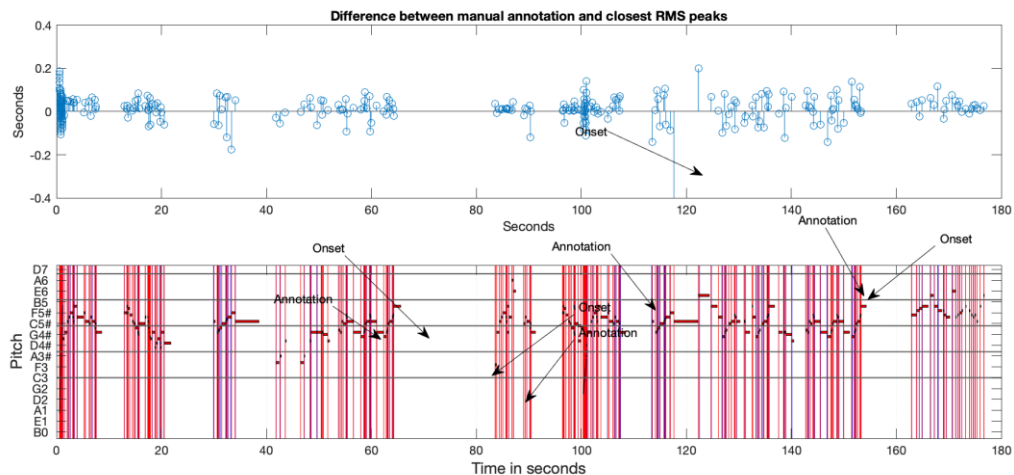 Difference between manual annotation and closest RMS peaks
0.4
0.2
0
-0.2
-0.4
Seconds
Onset
0 20 40 60 80 100 120 140 160 180
Seconds
Annotation
Onset
Annotation
Onset
D7
A6
E6
B5
F5#
C5#
G4#
D4#
A3#
F3
C3
G2
D2
A1
E1
B0
Pitch
Annotation
Onset
Annotation
0 20 40 60 80 100 120 140 160 180
Time in seconds